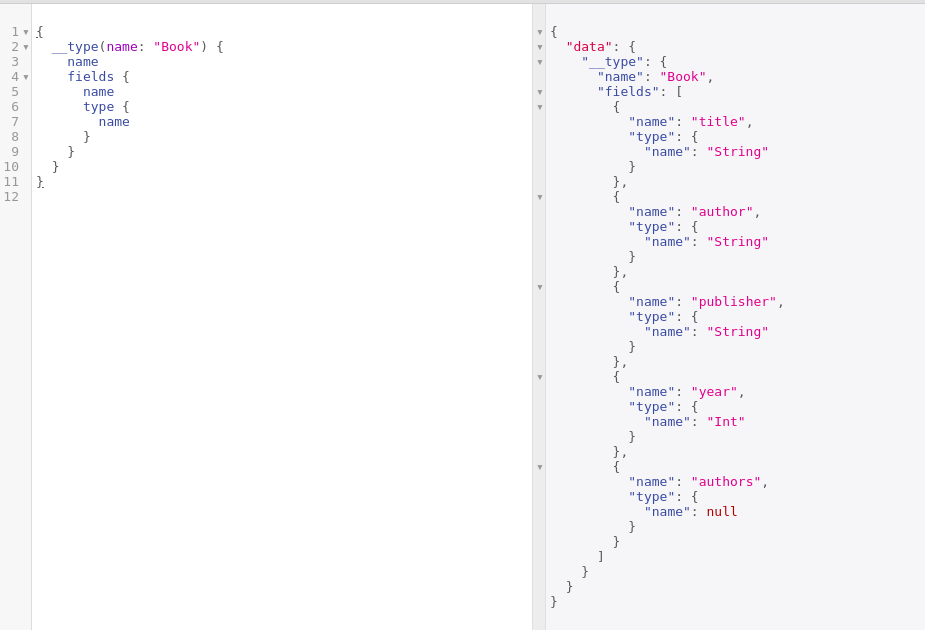 1 {
2   __type(name: "Book") {
3     name
4     fields {
5       name
6       type {
7         name
8       }
9     }
10   }
11 }
12
{
  "data": {
    "__type": {
      "name": "Book",
      "fields": [
        {
          "name": "title",
          "type": {
            "name": "String"
          }
        },
        {
          "name": "author",
          "type": {
            "name": "String"
          }
        },
        {
          "name": "publisher",
          "type": {
            "name": "String"
          }
        },
        {
          "name": "year",
          "type": {
            "name": "Int"
          }
        },
        {
          "name": "authors",
          "type": {
            "name": null
          }
        }
      ]
    }
  }
}